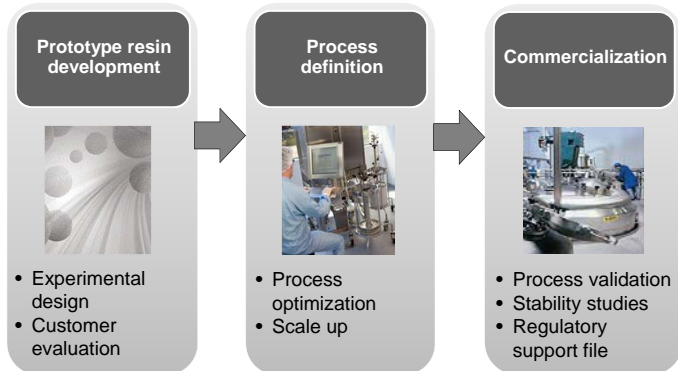 Prototype resin
development
• Experimental
design
• Customer
evaluation
Process
definition
• Process
optimization
• Scale up
Commercialization
• Process validation
• Stability studies
• Regulatory
support file